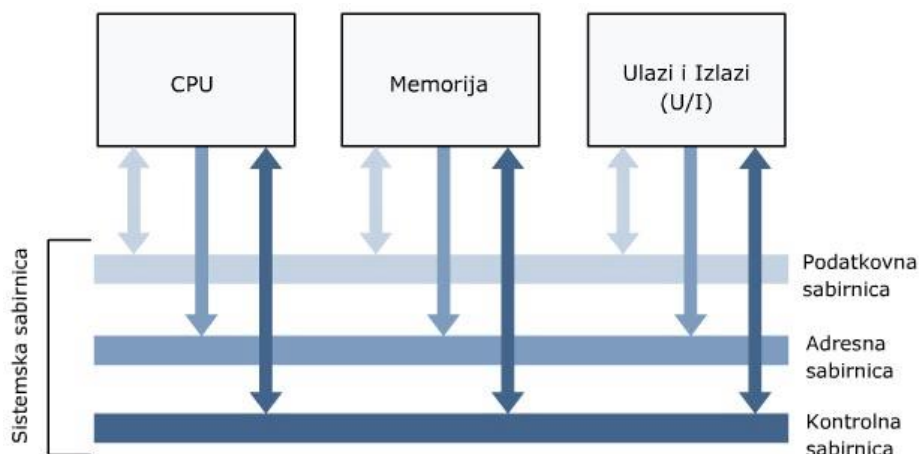 CPU
Memorija
Ulazi i Izlazi
(U/I)
Sistemska sabirnica
Podatkovna
sabirnica
Adresna
sabirnica
Kontrolna
sabirnica